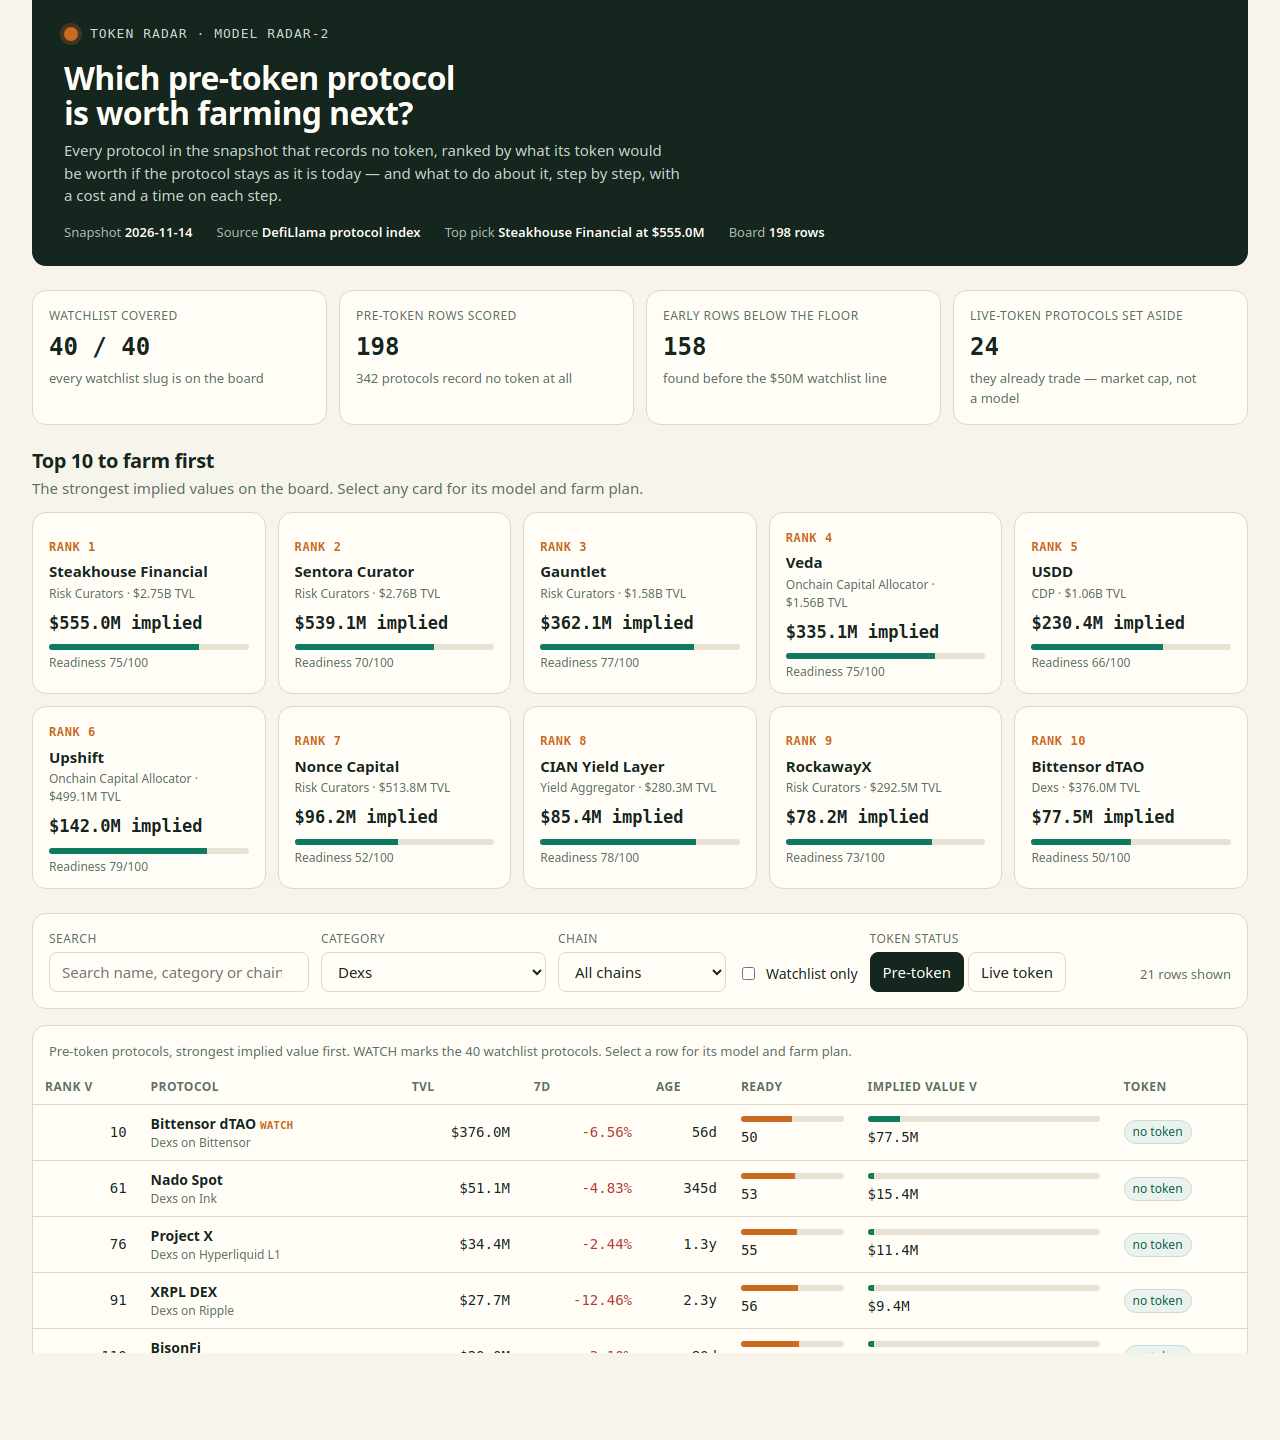 TOKEN RADAR · MODEL RADAR-2
Which pre-token protocol
is worth farming next?
Every protocol in the snapshot that records no token, ranked by what its token would
be worth if the protocol stays as it is today — and what to do about it, step by step, with
a cost and a time on each step.
Snapshot 2026-11-14 Source DefiLlama protocol index Top pick Steakhouse Financial at $555.0M Board 198 rows
WATCHLIST COVERED
40 / 40
every watchlist slug is on the board
PRE-TOKEN ROWS SCORED
198
342 protocols record no token at all
EARLY ROWS BELOW THE FLOOR
158
found before the $50M watchlist line
LIVE-TOKEN PROTOCOLS SET ASIDE
24
they already trade — market cap, not
a model
Top 10 to farm first
The strongest implied values on the board. Select any card for its model and farm plan.
RANK 1
Steakhouse Financial
Risk Curators · $2.75B TVL
$555.0M implied
Readiness 75/100
RANK 2
Sentora Curator
Risk Curators · $2.76B TVL
$539.1M implied
Readiness 70/100
RANK 3
Gauntlet
Risk Curators · $1.58B TVL
$362.1M implied
Readiness 77/100
RANK 4
Veda
Onchain Capital Allocator ·
$1.56B TVL
$335.1M implied
Readiness 75/100
RANK 5
USDD
CDP · $1.06B TVL
$230.4M implied
Readiness 66/100
RANK 6
Upshift
Onchain Capital Allocator ·
$499.1M TVL
$142.0M implied
Readiness 79/100
RANK 7
Nonce Capital
Risk Curators · $513.8M TVL
$96.2M implied
Readiness 52/100
RANK 8
CIAN Yield Layer
Yield Aggregator · $280.3M TVL
$85.4M implied
Readiness 78/100
RANK 9
RockawayX
Risk Curators · $292.5M TVL
$78.2M implied
Readiness 73/100
RANK 10
Bittensor dTAO
Dexs · $376.0M TVL
$77.5M implied
Readiness 50/100
SEARCH CATEGORY CHAIN TOKEN STATUS
Search name, category or chain Dexs All chains Watchlist only Pre-token Live token 21 rows shown
Pre-token protocols, strongest implied value first. WATCH marks the 40 watchlist protocols. Select a row for its model and farm plan.
RANK V PROTOCOL TVL 7D AGE READY IMPLIED VALUE V TOKEN
10 Bittensor dTAO WATCH $376.0M -6.56% 56d 50 $77.5M no token
Dexs on Bittensor
61 Nado Spot $51.1M -4.83% 345d 53 $15.4M no token
Dexs on Ink
76 Project X $34.4M -2.44% 1.3y 55 $11.4M no token
Dexs on Hyperliquid L1
91 XRPL DEX $27.7M -12.46% 2.3y 56 $9.4M no token
Dexs on Ripple
BisonFi